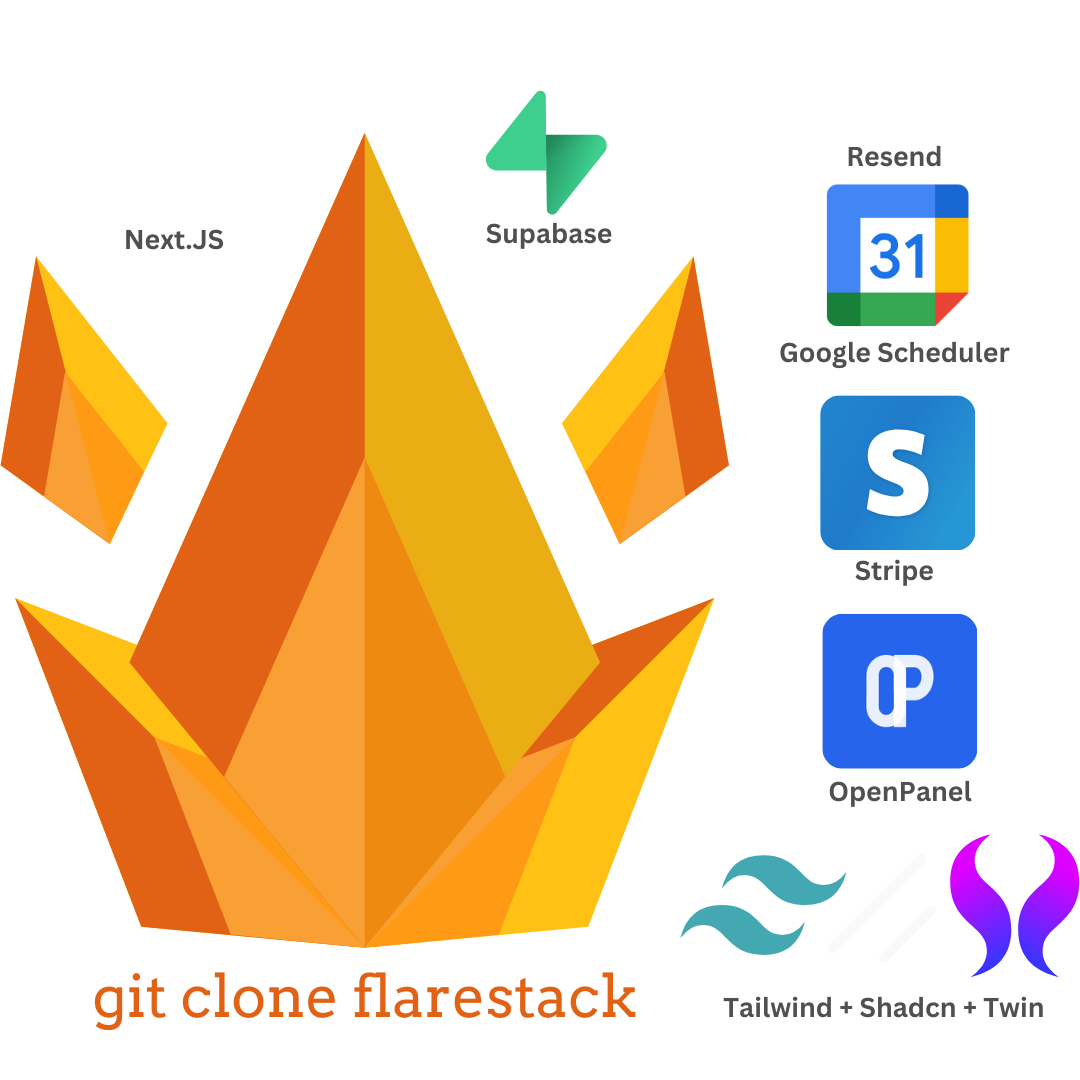 Next.JS
Supabase
Resend
31
Google Scheduler
S
Stripe
OP
OpenPanel
Tailwind + Shadcn + Twin
git clone flarestack